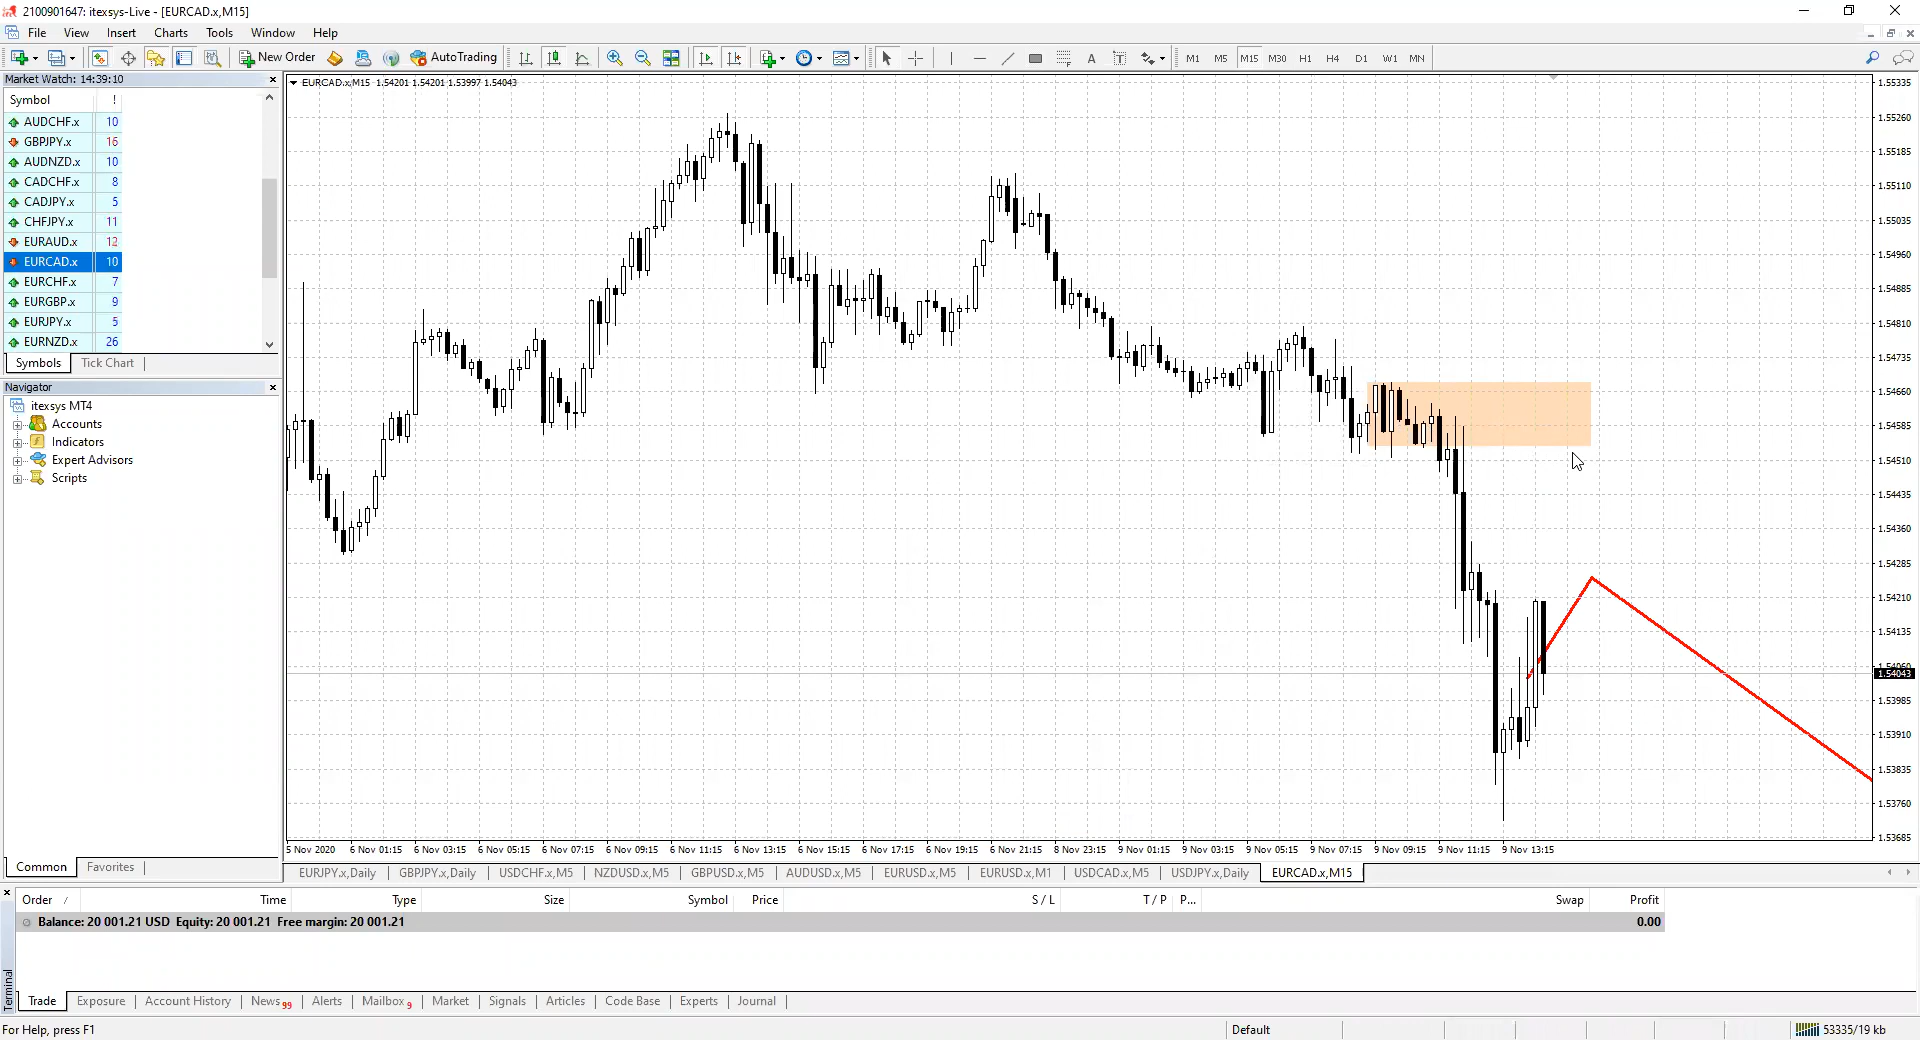 2100901647: itexsys-Live - [EURCAD.x,M15]
File View Insert Charts Tools Window Help
New Order AutoTrading A T M1 M5 M15 M30 H1 H4 D1 W1 MN
Market Watch: 14:39:10
Symbol !
AUDCHF.x 10
GBPJPY.x 16
AUDNZD.x 10
CADCHF.x 8
CADJPY.x 5
CHFJPY.x 11
EURAUD.x 12
EURCAD.x 10
EURCHF.x 7
EURGBP.x 9
EURJPY.x 5
EURNZD.x 26
Symbols Tick Chart
Navigator
itexsys MT4
Accounts
Indicators
Expert Advisors
Scripts
Common Favorites
EURCAD.x,M15 1.54201 1.54201 1.53997 1.54043
1.55335
1.55260
1.55185
1.55110
1.55035
1.54960
1.54885
1.54810
1.54735
1.54660
1.54585
1.54510
1.54435
1.54360
1.54285
1.54210
1.54135
1.54060
1.54043
1.53985
1.53910
1.53835
1.53760
1.53685
5 Nov 2020 6 Nov 01:15 6 Nov 03:15 6 Nov 05:15 6 Nov 07:15 6 Nov 09:15 6 Nov 11:15 6 Nov 13:15 6 Nov 15:15 6 Nov 17:15 6 Nov 19:15 6 Nov 21:15 8 Nov 23:15 9 Nov 01:15 9 Nov 03:15 9 Nov 05:15 9 Nov 07:15 9 Nov 09:15 9 Nov 11:15 9 Nov 13:15
EURJPY.x,Daily GBPJPY.x,Daily USDCHF.x,M5 NZDUSD.x,M5 GBPUSD.x,M5 AUDUSD.x,M5 EURUSD.x,M5 EURUSD.x,M1 USDCAD.x,M5 USDJPY.x,Daily EURCAD.x,M15
Order / Time Type Size Symbol Price S / L T / P P... Swap Profit
Balance: 20 001.21 USD Equity: 20 001.21 Free margin: 20 001.21 0.00
Terminal
Trade Exposure Account History News 99 Alerts Mailbox 9 Market Signals Articles Code Base Experts Journal
For Help, press F1 Default 53335/19 kb